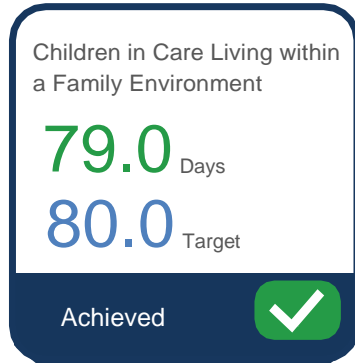 Children in Care Living within
a Family Environment
79.0 Days
80.0 Target
Achieved